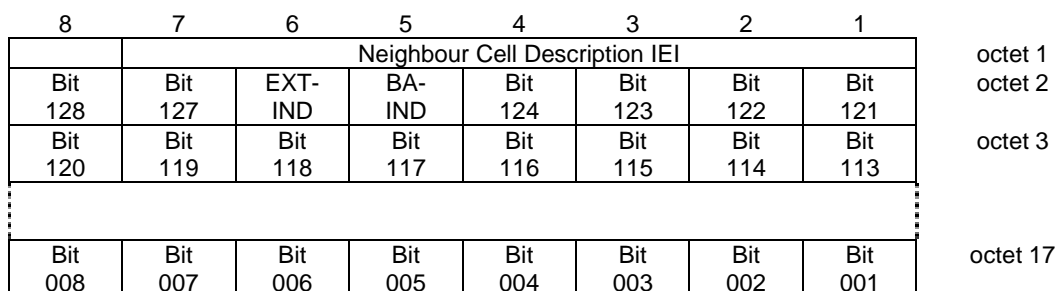 8 7 6 5 4 3 2 1
Neighbour Cell Description IEI octet 1
Bit Bit EXT- BA- Bit Bit Bit Bit octet 2
128 127 IND IND 124 123 122 121
Bit Bit Bit Bit Bit Bit Bit Bit octet 3
120 119 118 117 116 115 114 113
Bit Bit Bit Bit Bit Bit Bit Bit octet 17
008 007 006 005 004 003 002 001